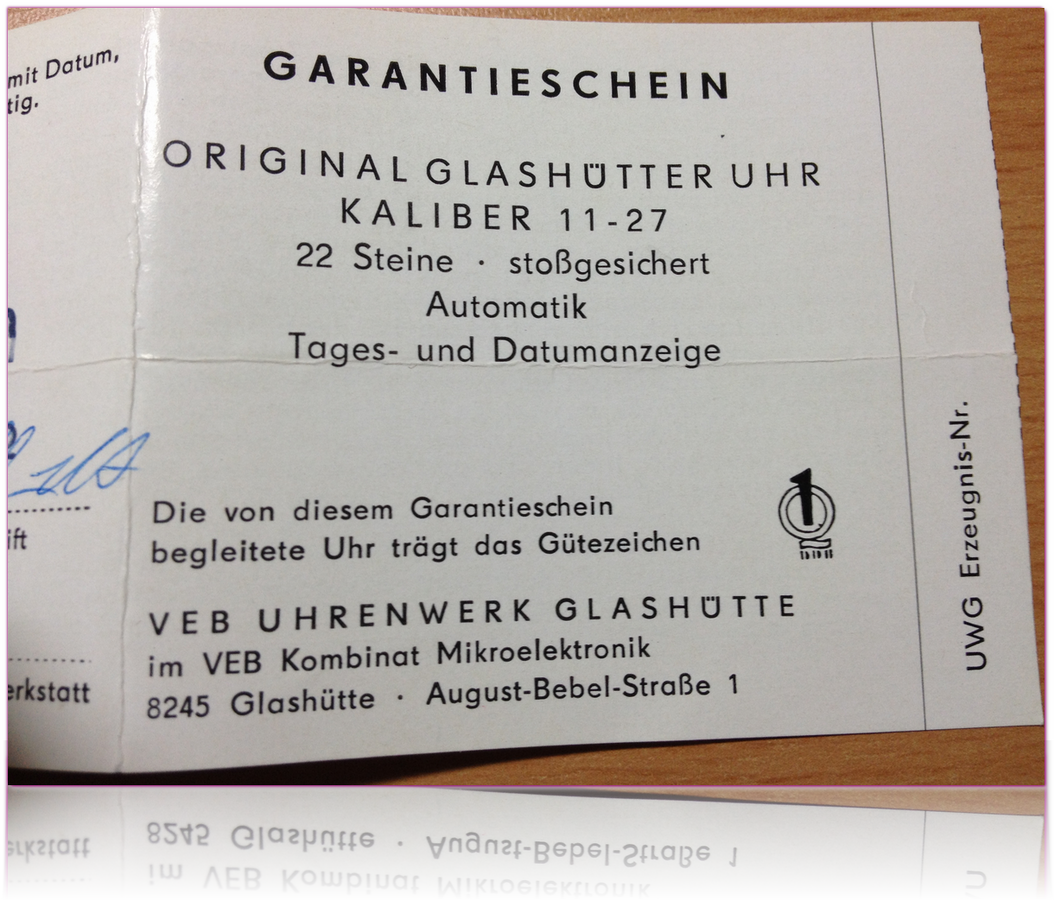 mit Datum,
tig.
GARANTIESCHEIN
ORIGINAL GLASHÜTTER UHR
KALIBER 11-27
22 Steine · stoßgesichert
Automatik
Tages- und Datumanzeige
Die von diesem Garantieschein
begleitete Uhr trägt das Gütezeichen
1
DDR
VEB UHRENWERK GLASHÜTTE
im VEB Kombinat Mikroelektronik
8245 Glashütte · August-Bebel-Straße 1
ift
erkstatt
UWG Erzeugnis-Nr.